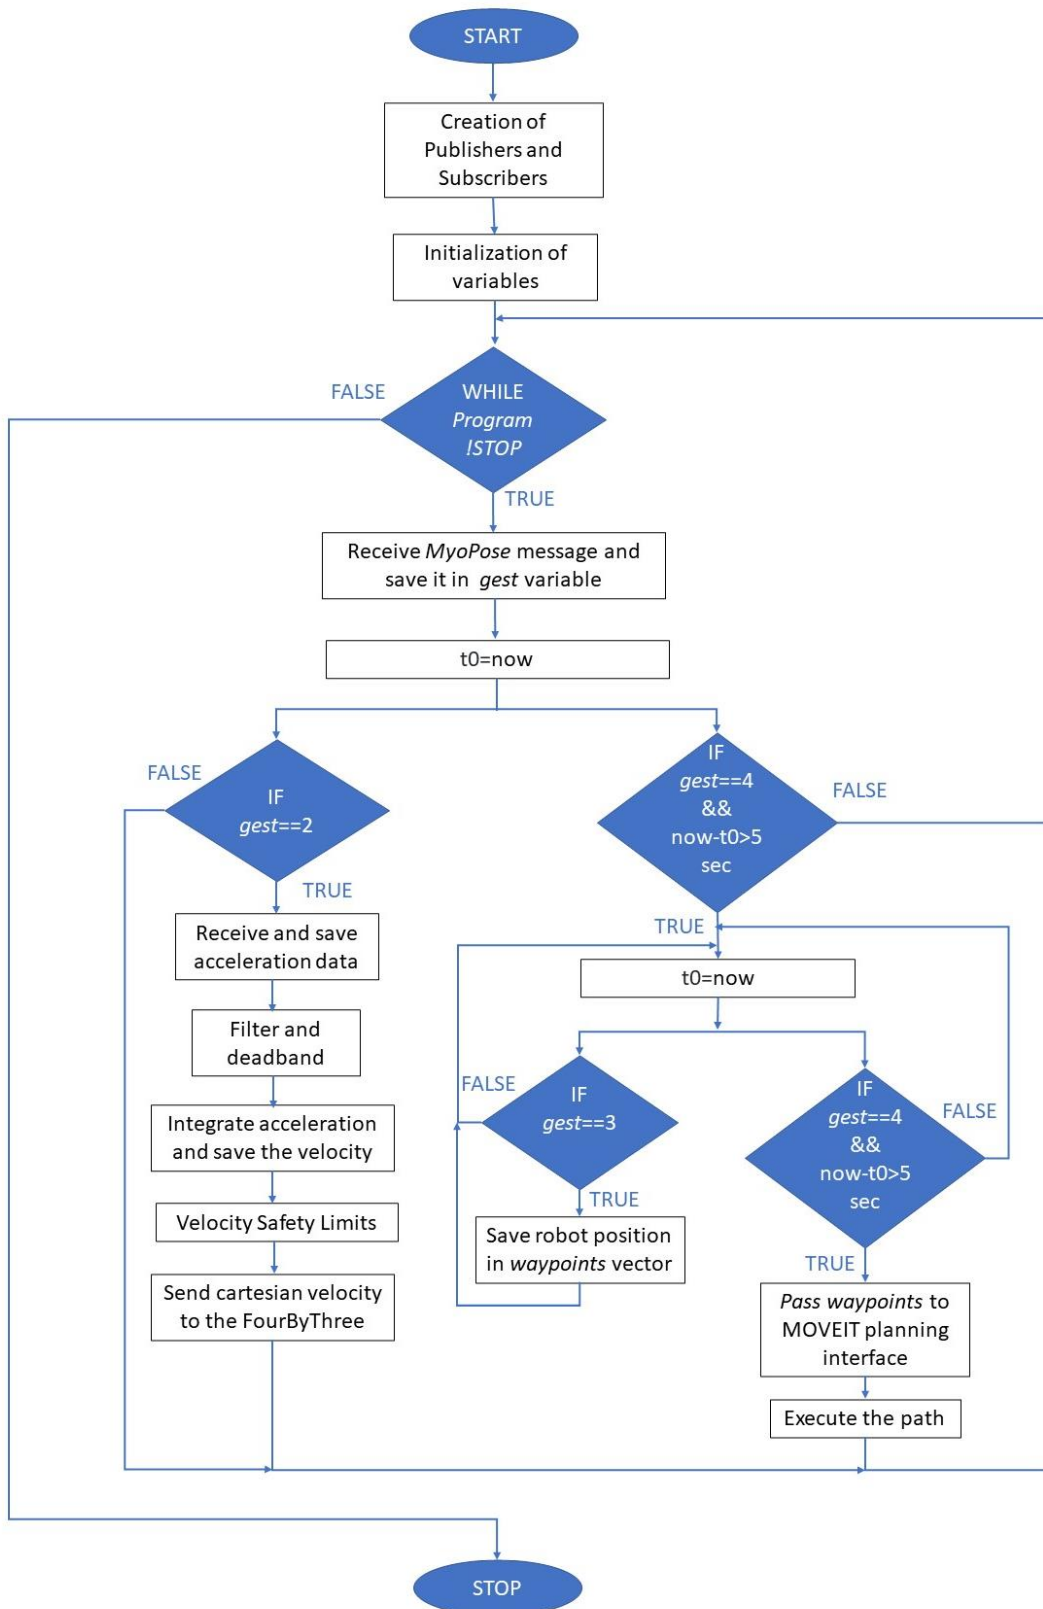 START
Creation of
Publishers and
Subscribers
Initialization of
variables
FALSE
WHILE
Program
!STOP
TRUE
Receive MyoPose message and
save it in gest variable
t0=now
FALSE
IF
gest==2
TRUE
Receive and save
acceleration data
Filter and
deadband
Integrate acceleration
and save the velocity
Velocity Safety Limits
Send cartesian velocity
to the FourByThree
IF
gest==4
&&
now-t0>5
sec
FALSE
TRUE
t0=now
FALSE
IF
gest==3
TRUE
Save robot position
in waypoints vector
IF
gest==4
&&
now-t0>5
sec
FALSE
TRUE
Pass waypoints to
MOVEIT planning
interface
Execute the path
STOP